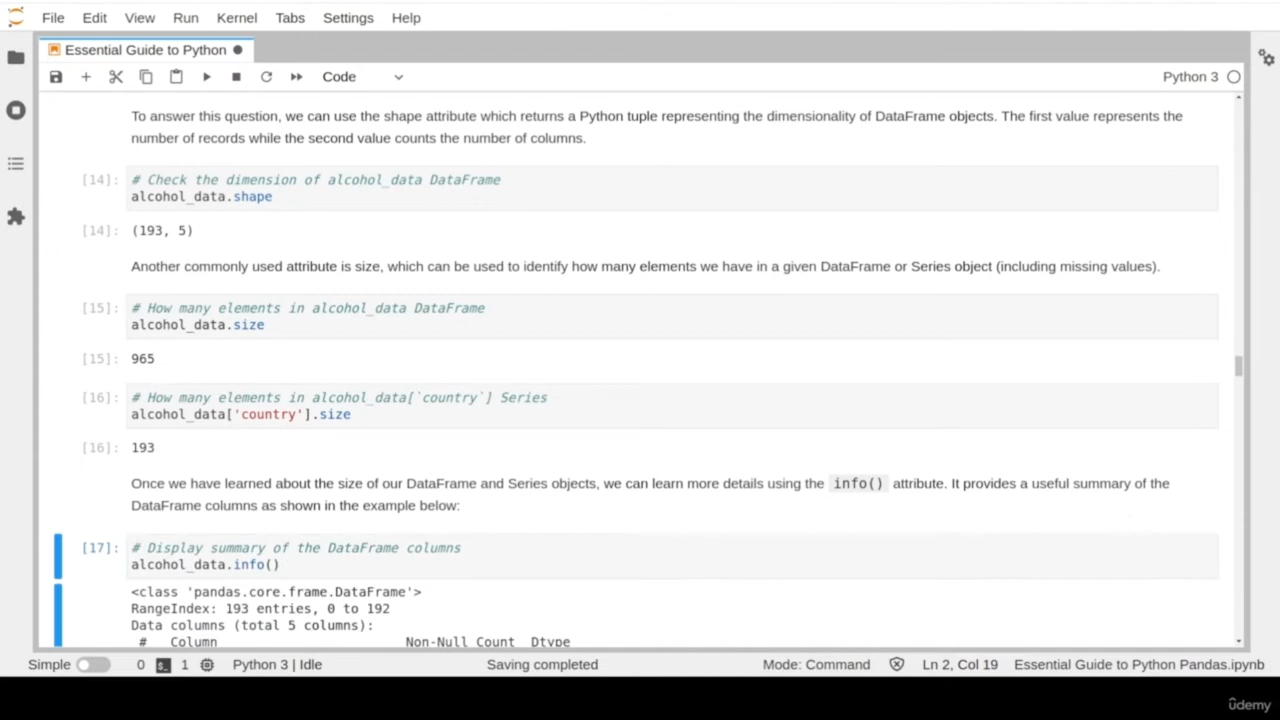 File Edit View Run Kernel Tabs Settings Help
Essential Guide to Python
Code
Python 3
To answer this question, we can use the shape attribute which returns a Python tuple representing the dimensionality of DataFrame objects. The first value represents the
number of records while the second value counts the number of columns.
[14]: # Check the dimension of alcohol_data DataFrame
alcohol_data.shape
[14]: (193, 5)
Another commonly used attribute is size, which can be used to identify how many elements we have in a given DataFrame or Series object (including missing values).
[15]: # How many elements in alcohol_data DataFrame
alcohol_data.size
[15]: 965
[16]: # How many elements in alcohol_data[`country`] Series
alcohol_data['country'].size
[16]: 193
Once we have learned about the size of our DataFrame and Series objects, we can learn more details using the info() attribute. It provides a useful summary of the
DataFrame columns as shown in the example below:
[17]: # Display summary of the DataFrame columns
alcohol_data.info()
<class 'pandas.core.frame.DataFrame'>
RangeIndex: 193 entries, 0 to 192
Data columns (total 5 columns):
# Column Non-Null Count Dtype
Simple 0 1 Python 3 | Idle Saving completed Mode: Command Ln 2, Col 19 Essential Guide to Python Pandas.ipynb
udemy